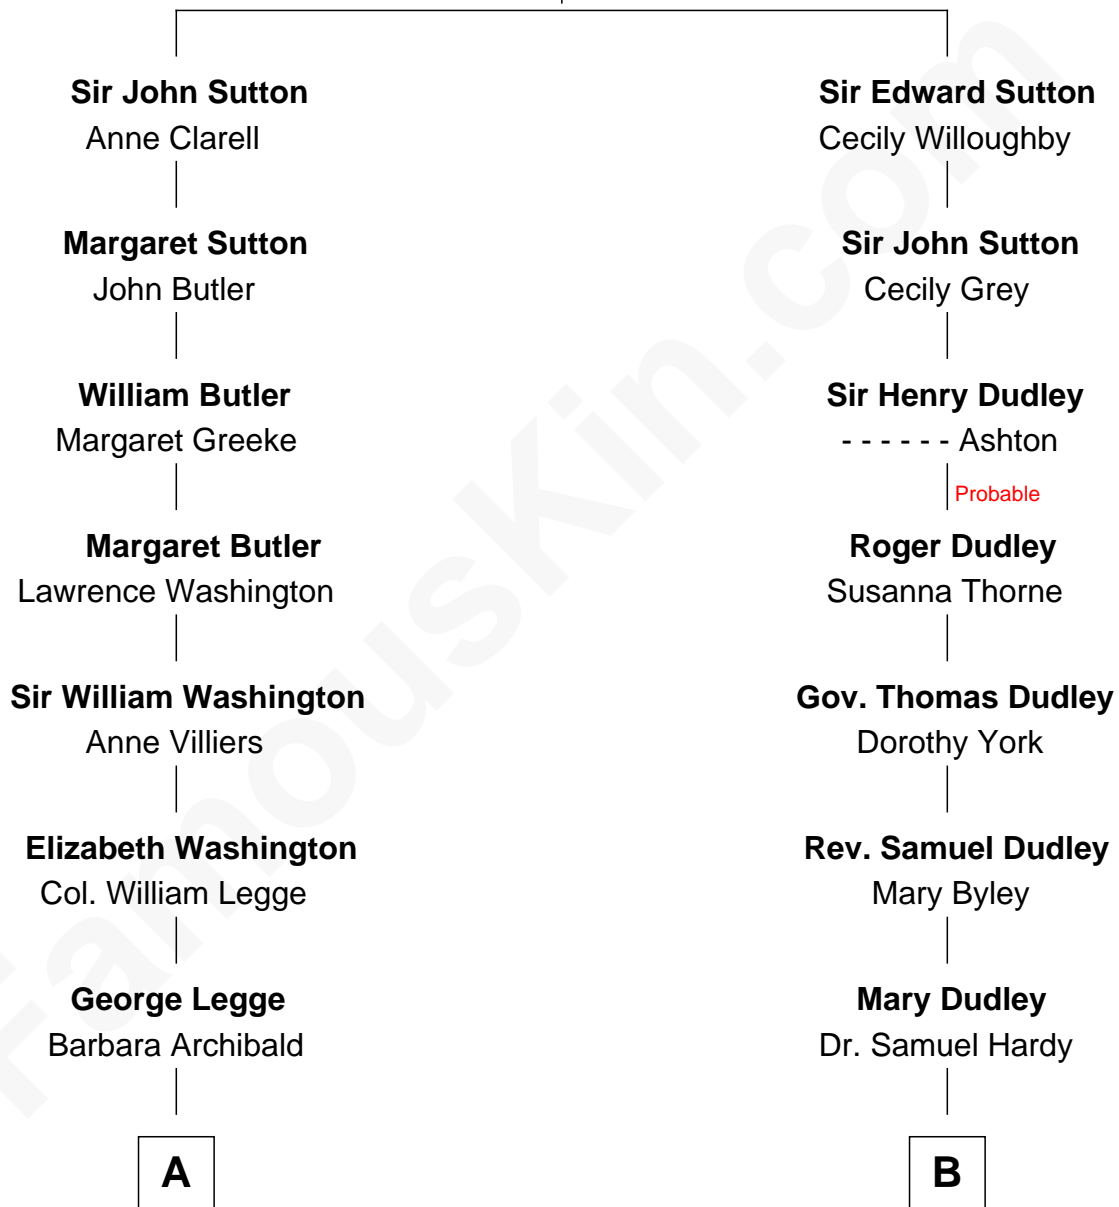 Sir John Sutton
Anne Clarell
Margaret Sutton
John Butler
William Butler
Margaret Greeke
Margaret Butler
Lawrence Washington
Sir William Washington
Anne Villiers
Elizabeth Washington
Col. William Legge
George Legge
Barbara Archibald
A
Sir Edward Sutton
Cecily Willoughby
Sir John Sutton
Cecily Grey
Sir Henry Dudley
- - - - - - Ashton
Probable
Roger Dudley
Susanna Thorne
Gov. Thomas Dudley
Dorothy York
Rev. Samuel Dudley
Mary Byley
Mary Dudley
Dr. Samuel Hardy
B
FamousKin.com